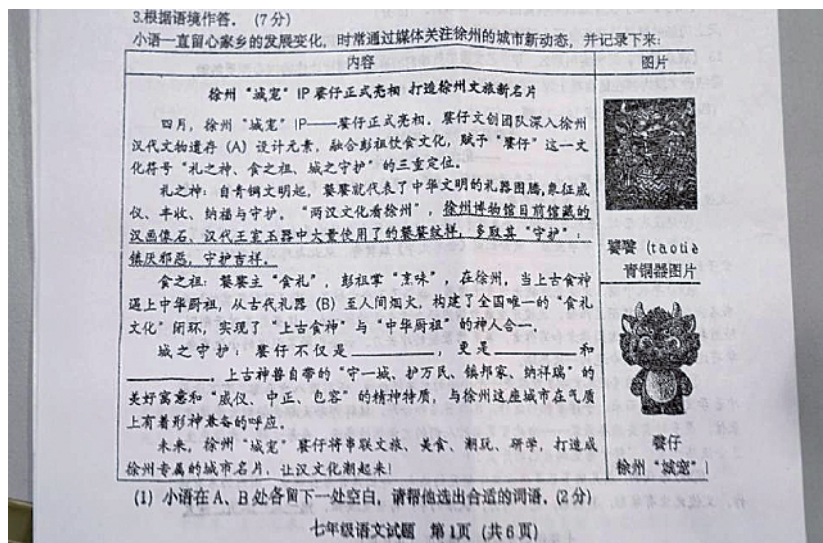 3.根据语境作答。(7分)
小语一直留心家乡的发展变化，时常通过媒体关注徐州的城市新动态，并记录下来：
内容
图片
徐州“城宠”IP饕仔正式亮相 打造徐州文旅新名片
四月，徐州“城宠”IP——饕仔正式亮相。饕仔文创团队深入徐州
汉代文物遗存（A）设计元素，融合彭祖饮食文化，赋予“饕仔”这一文
化符号“礼之神、食之祖、城之守护”的三重定位。
礼之神：自青铜文明起，饕餮就代表了中华文明的礼器图腾，象征威
仪、丰收、纳福与守护。“两汉文化看徐州”，徐州博物馆目前馆藏的
汉画像石、汉代王室玉器中大量使用了的饕餮纹样，多取其“守护”：
镇厌邪恶，守护吉祥。
食之祖：饕餮主“食礼”，彭祖掌“烹味”，在徐州，当上古食神
遇上中华厨祖，从古代礼器（B）至人间烟火，构建了全国唯一的“食礼
文化”闭环，实现了“上古食神”与“中华厨祖”的神人合一。
城之守护：饕仔不仅是________，更是________和
________，上古神兽自带的“守一城、护万民、镇邦家、纳祥瑞”的
美好寓意和“威仪、中正、包容”的精神特质，与徐州这座城市在气质
上有着形神兼备的呼应。
未来，徐州“城宠”饕仔将串联文旅、美食、潮玩、研学，打造成
徐州专属的城市名片，让汉文化潮起来！
饕餮（taotie
青铜器图片
饕仔
徐州“城宠”
(1) 小语在A、B处各留下一处空白，请帮他选出合适的词语。(2分)
七年级语文试题 第1页 (共6页)